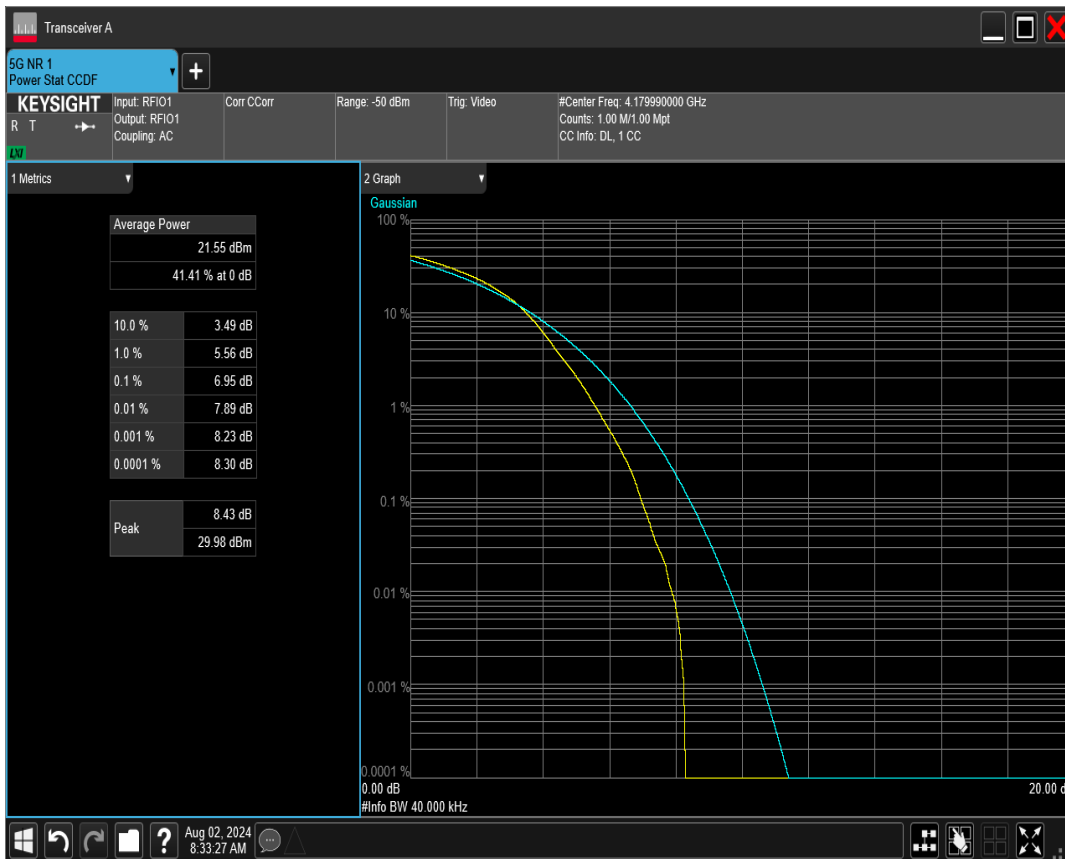 Transceiver A
5G NR 1
Power Stat CCDF
+
KEYSIGHT
R T
LXI
Input: RFIO1
Output: RFIO1
Coupling: AC
Corr CCorr
Range: -50 dBm
Trig: Video
#Center Freq: 4.179990000 GHz
Counts: 1.00 M/1.00 Mpt
CC Info: DL, 1 CC
1 Metrics
Average Power
21.55 dBm
41.41 % at 0 dB
10.0 % 3.49 dB
1.0 % 5.56 dB
0.1 % 6.95 dB
0.01 % 7.89 dB
0.001 % 8.23 dB
0.0001 % 8.30 dB
Peak
8.43 dB
29.98 dBm
2 Graph
Gaussian
100 %
10 %
1 %
0.1 %
0.01 %
0.001 %
0.0001 %
0.00 dB
20.00 d
#Info BW 40.000 kHz
?
Aug 02, 2024
8:33:27 AM